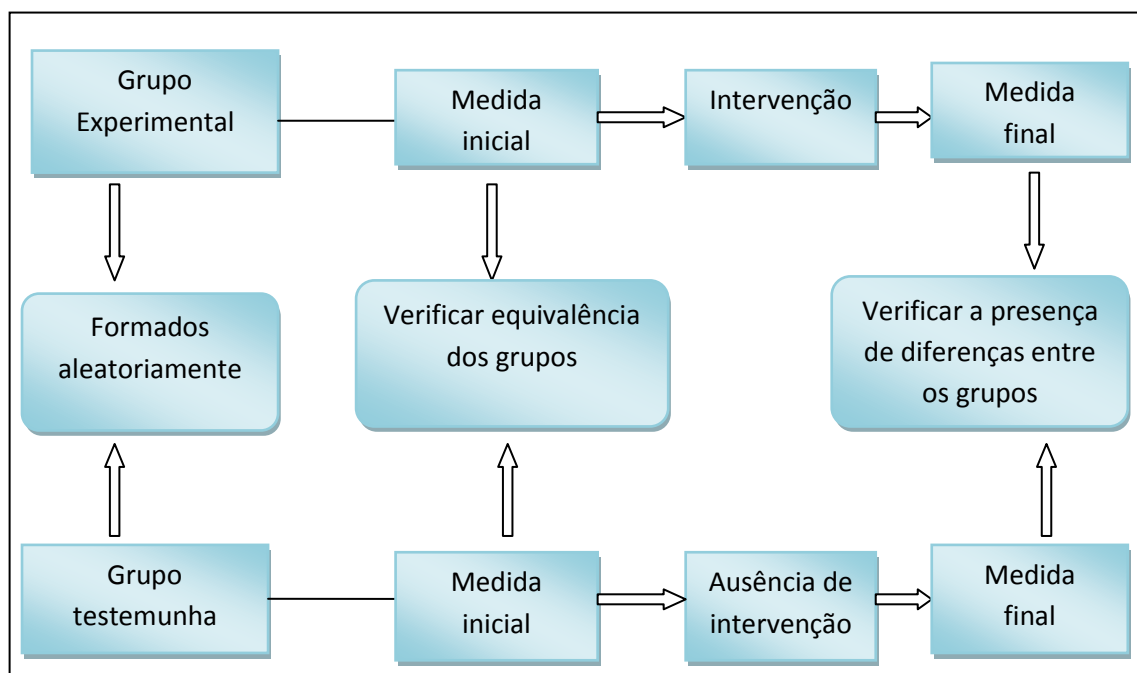 Grupo
Experimental
Medida
inicial
Intervenção
Medida
final
Formados
aleatoriamente
Verificar equivalência
dos grupos
Verificar a presença
de diferenças entre
os grupos
Grupo
testemunha
Medida
inicial
Ausência de
intervenção
Medida
final